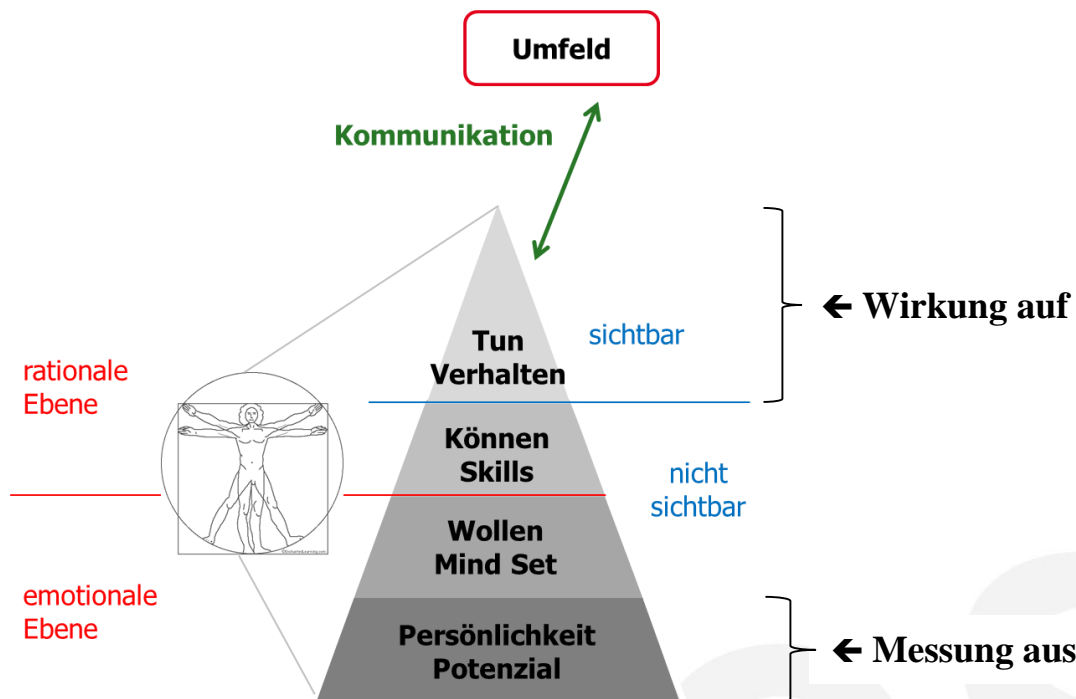 Umfeld
Kommunikation
← Wirkung auf
sichtbar
Tun
Verhalten
rationale
Ebene
Können
Skills
nicht
sichtbar
Wollen
Mind Set
emotionale
Ebene
Persönlichkeit
Potenzial
← Messung aus